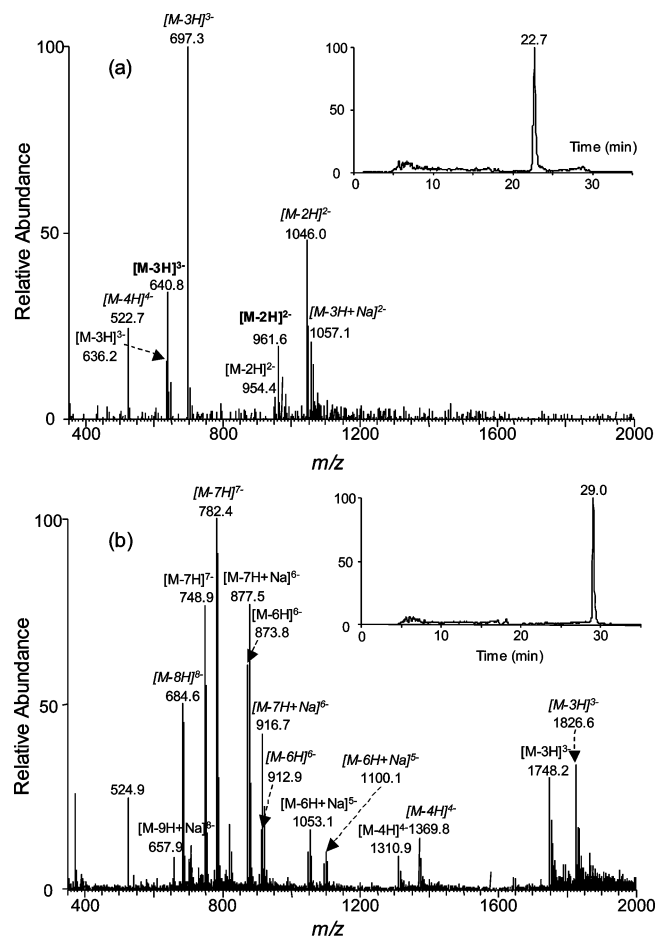 [M-3H]3-
697.3
100
(a)
22.7
100
50
0
Time (min)
0 10 20 30
Relative Abundance
[M-2H]2-
1046.0
50
[M-3H]3-
640.8
[M-4H]4-
522.7
[M-3H]3-
636.2
[M-2H]2-
961.6
[M-3H+Na]2-
1057.1
[M-2H]2-
954.4
0
400 800 1200 1600 2000
m/z
[M-7H]7-
782.4
100
(b)
29.0
100
50
0
0 10 20 30
Time (min)
[M-7H]7-
748.9
[M-7H+Na]6-
877.5
[M-6H]6-
873.8
Relative Abundance
[M-8H]8-
684.6
[M-7H+Na]6-
916.7
[M-3H]3-
1826.6
50
[M-6H]6-
912.9
[M-6H+Na]5-
1100.1
[M-3H]3-
1748.2
524.9
[M-9H+Na]8-
657.9
[M-6H+Na]5-
1053.1
[M-4H]4-
1310.9
[M-4H]4-
1369.8
0
400 800 1200 1600 2000
m/z